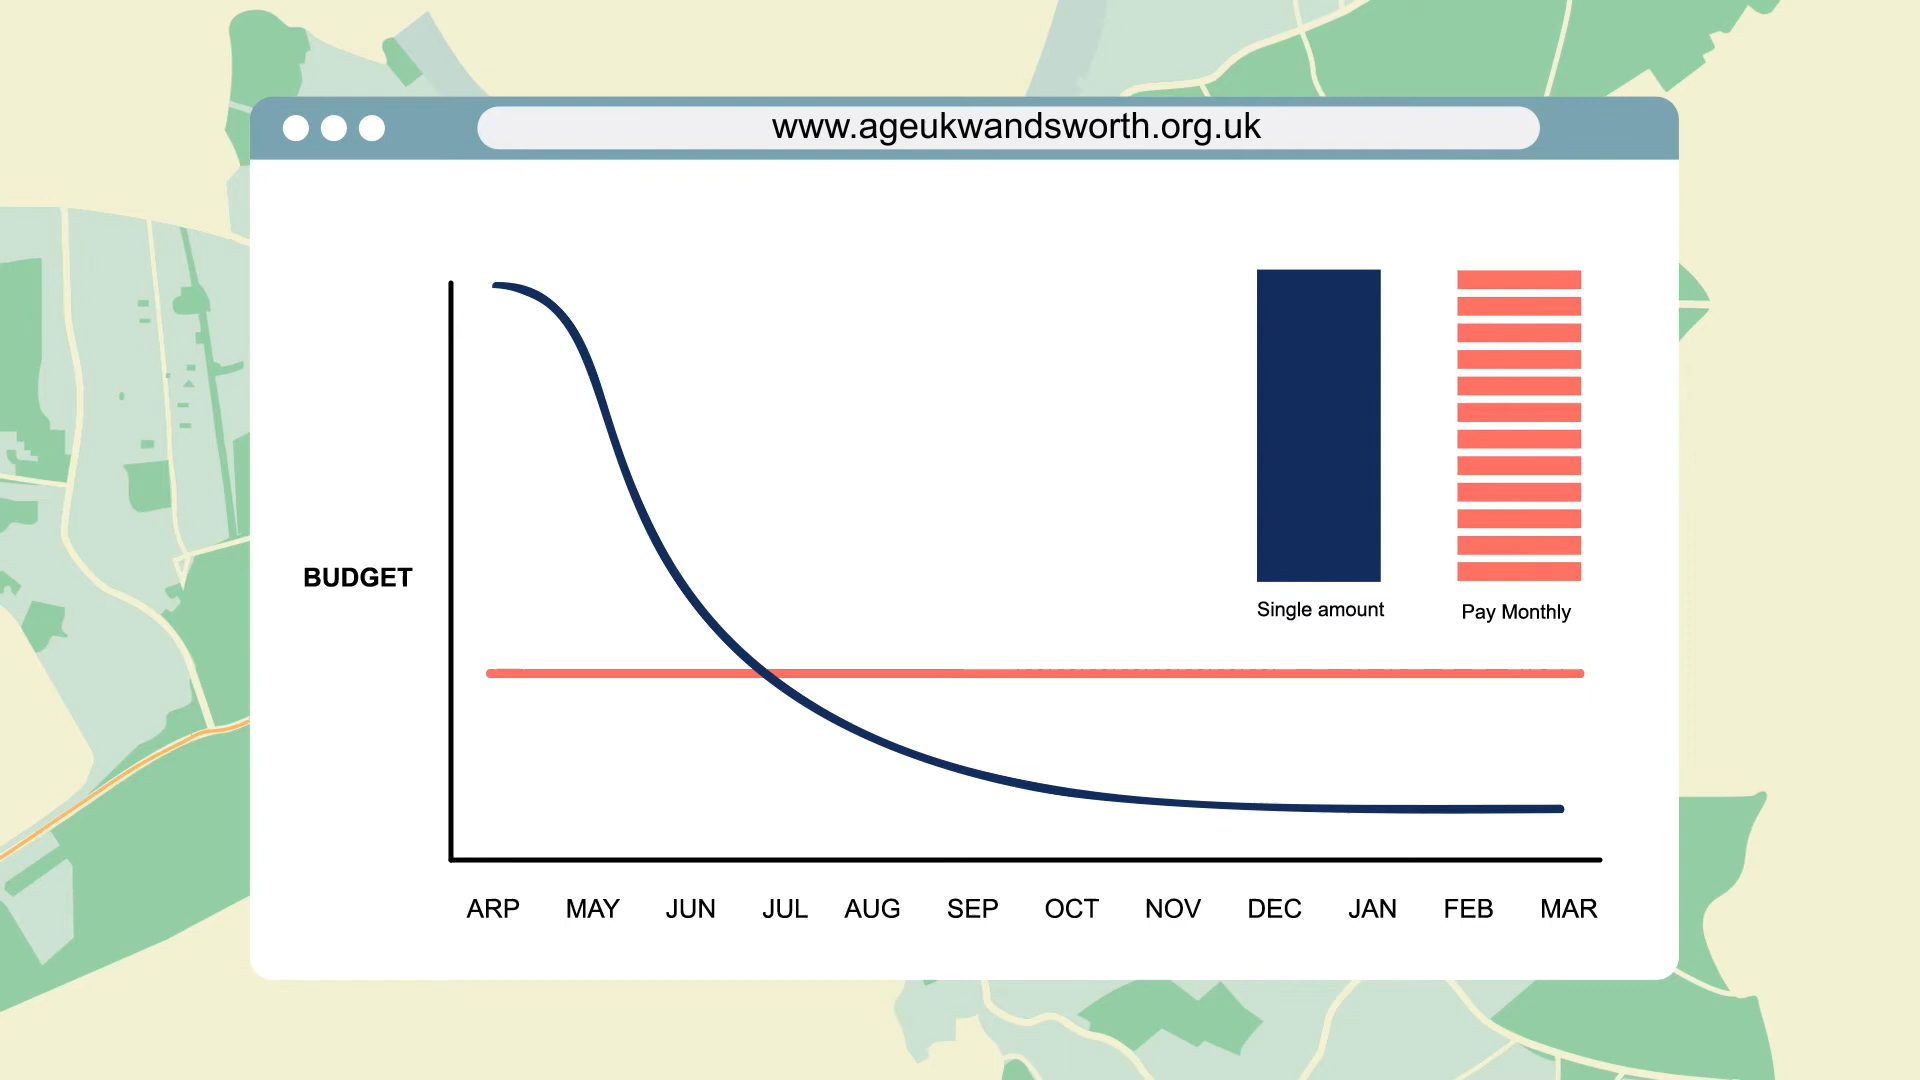 www.ageukwandsworth.org.uk
BUDGET
Single amount
Pay Monthly
ARP MAY JUN JUL AUG SEP OCT NOV DEC JAN FEB MAR